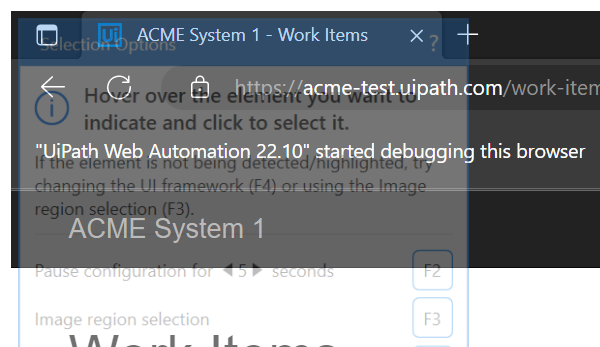 ACME System 1 - Work Items
Selection Options
?
https://acme-test.uipath.com/work-item
Hover over the element you want to
indicate and click to select it.
"UiPath Web Automation 22.10" started debugging this browser
If the element is not being detected/highlighted, try
changing the UI framework (F4) or using the Image
region selection (F3).
ACME System 1
Pause configuration for 5 seconds F2
Image region selection F3
Work Items